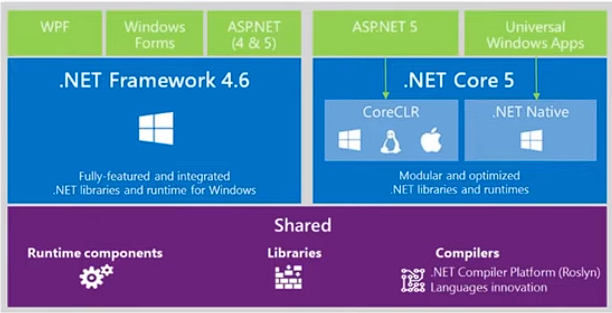 WPF
Windows
Forms
ASP.NET
(4 & 5)
ASP.NET 5
Universal
Windows Apps
.NET Framework 4.6
Fully-featured and integrated
.NET libraries and runtime for Windows
.NET Core 5
CoreCLR
.NET Native
Modular and optimized
.NET libraries and runtimes
Shared
Runtime components
Libraries
Compilers
.NET Compiler Platform (Roslyn)
Languages innovation